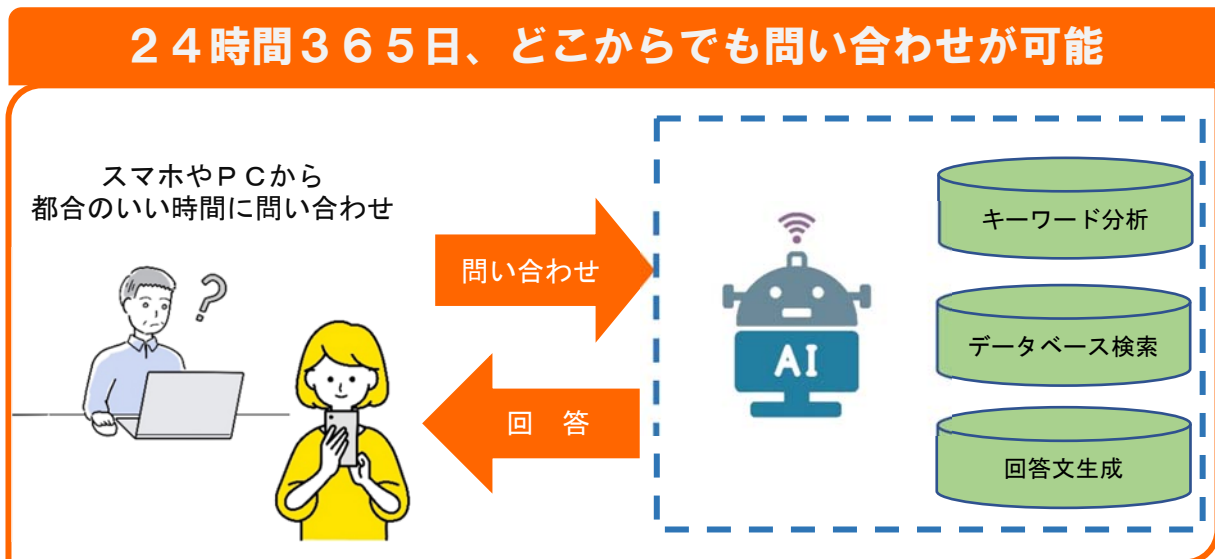 ２４時間３６５日、どこからでも問い合わせが可能
スマホやＰＣから
都合のいい時間に問い合わせ
問い合わせ
回　答
AI
キーワード分析
データベース検索
回答文生成